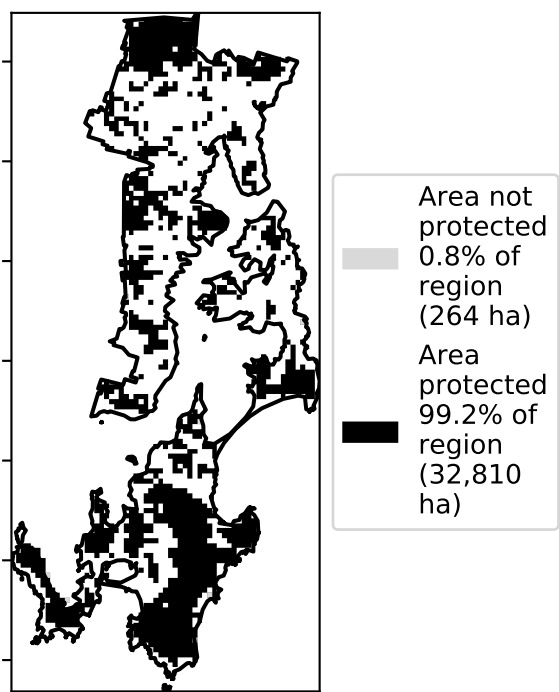 Area not
protected
0.8% of
region
(264 ha)
Area
protected
99.2% of
region
(32,810
ha)